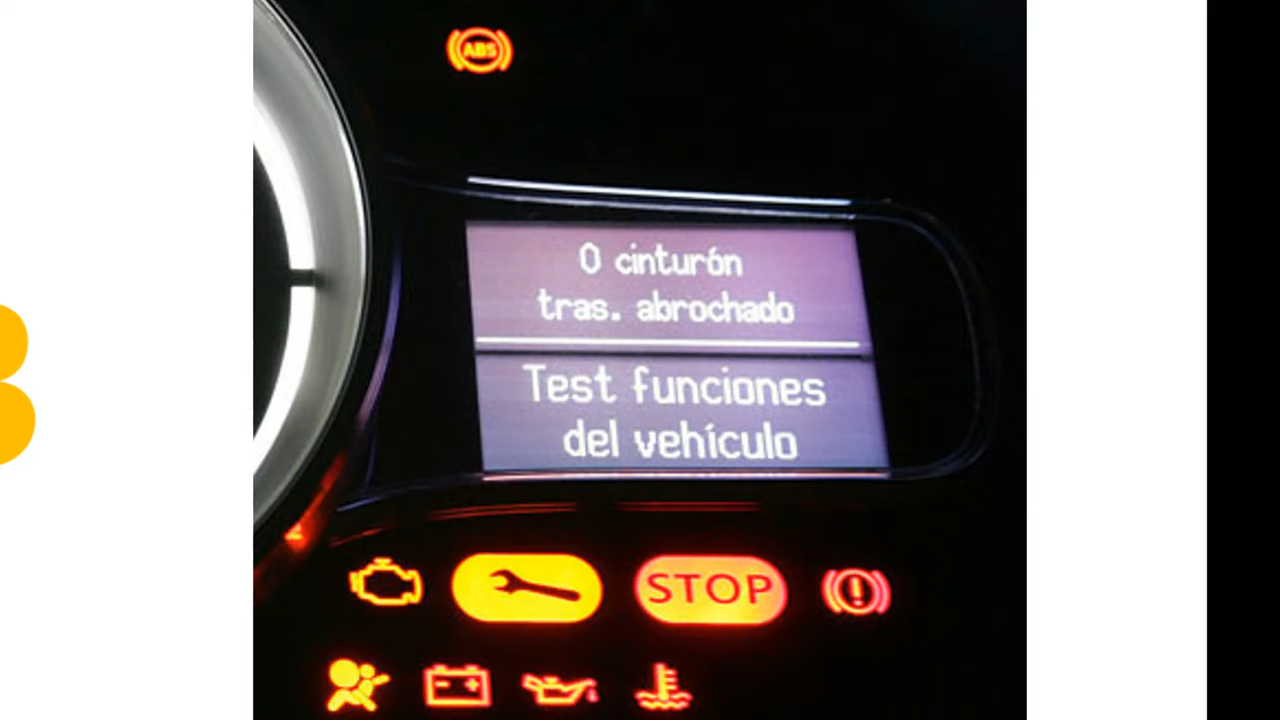 ABS
0 cinturón
tras. abrochado
Test funciones
del vehículo
STOP